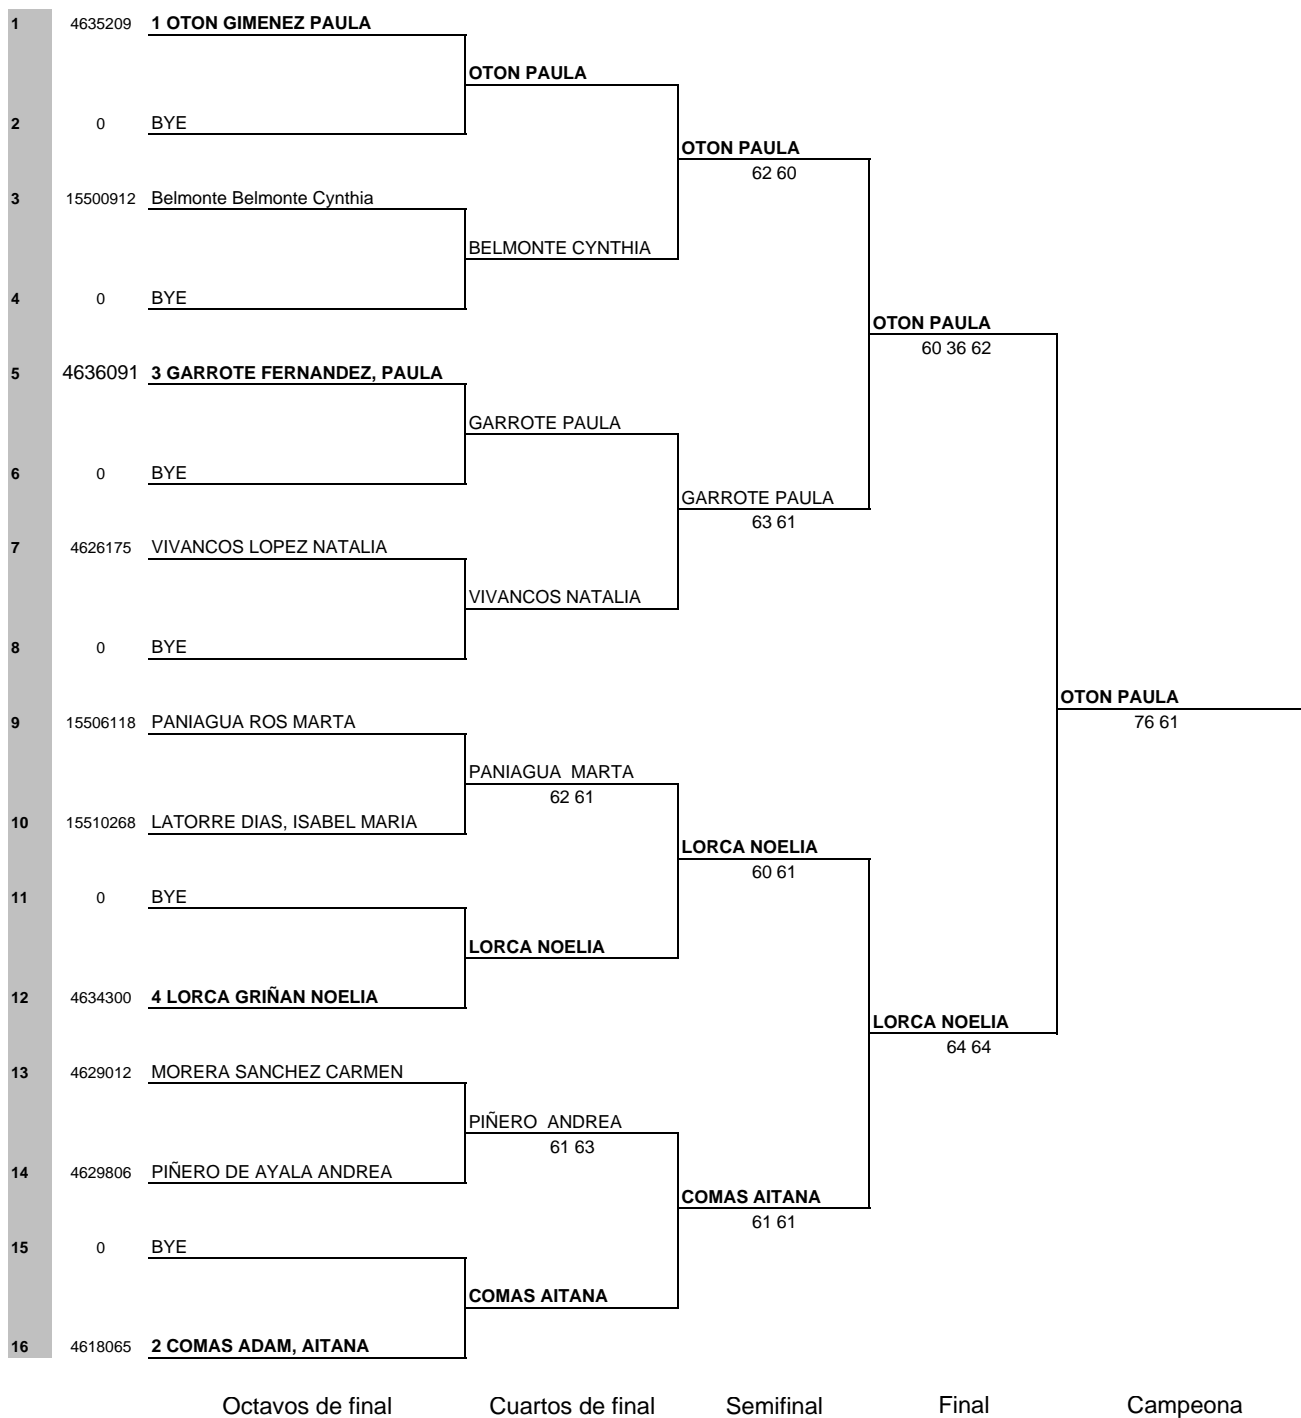 1 4635209 1 OTON GIMENEZ PAULA
OTON PAULA
2 0 BYE
OTON PAULA
62 60
3 15500912 Belmonte Belmonte Cynthia
BELMONTE CYNTHIA
4 0 BYE
OTON PAULA
60 36 62
5 4636091 3 GARROTE FERNANDEZ, PAULA
GARROTE PAULA
6 0 BYE
GARROTE PAULA
63 61
7 4626175 VIVANCOS LOPEZ NATALIA
VIVANCOS NATALIA
8 0 BYE
OTON PAULA
76 61
9 15506118 PANIAGUA ROS MARTA
PANIAGUA  MARTA
62 61
10 15510268 LATORRE DIAS, ISABEL MARIA
LORCA NOELIA
60 61
11 0 BYE
LORCA NOELIA
12 4634300 4 LORCA GRIÑAN NOELIA
LORCA NOELIA
64 64
13 4629012 MORERA SANCHEZ CARMEN
PIÑERO  ANDREA
61 63
14 4629806 PIÑERO DE AYALA ANDREA
COMAS AITANA
61 61
15 0 BYE
COMAS AITANA
16 4618065 2 COMAS ADAM, AITANA
Octavos de final Cuartos de final Semifinal Final Campeona